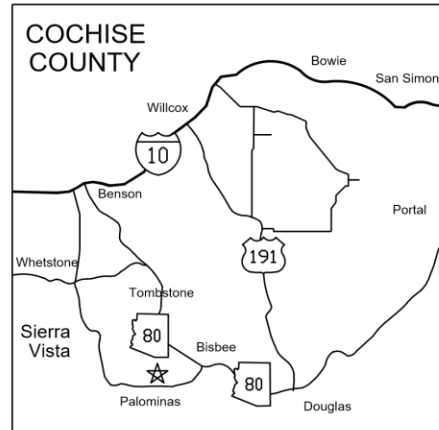 COCHISE
COUNTY
Bowie
San Simon
Willcox
10
Benson
Portal
Whetstone
191
Tombstone
Sierra
Vista
80
Bisbee
80
Palominas
Douglas